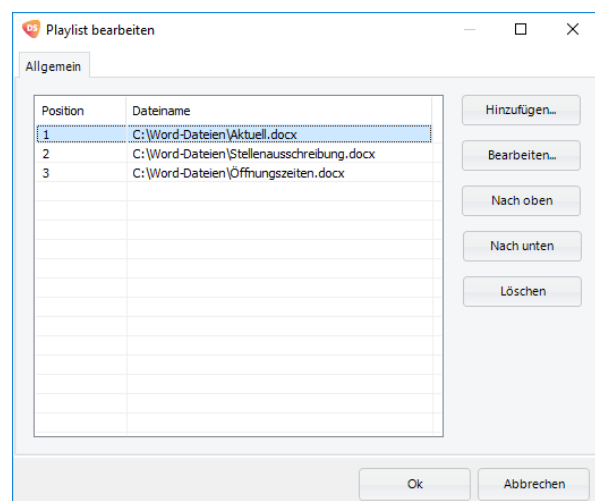 DS Playlist bearbeiten
Allgemein
Position Dateiname
1 C:\Word-Dateien\Aktuell.docx
2 C:\Word-Dateien\Stellenausschreibung.docx
3 C:\Word-Dateien\Öffnungszeiten.docx
Hinzufügen...
Bearbeiten...
Nach oben
Nach unten
Löschen
Ok Abbrechen